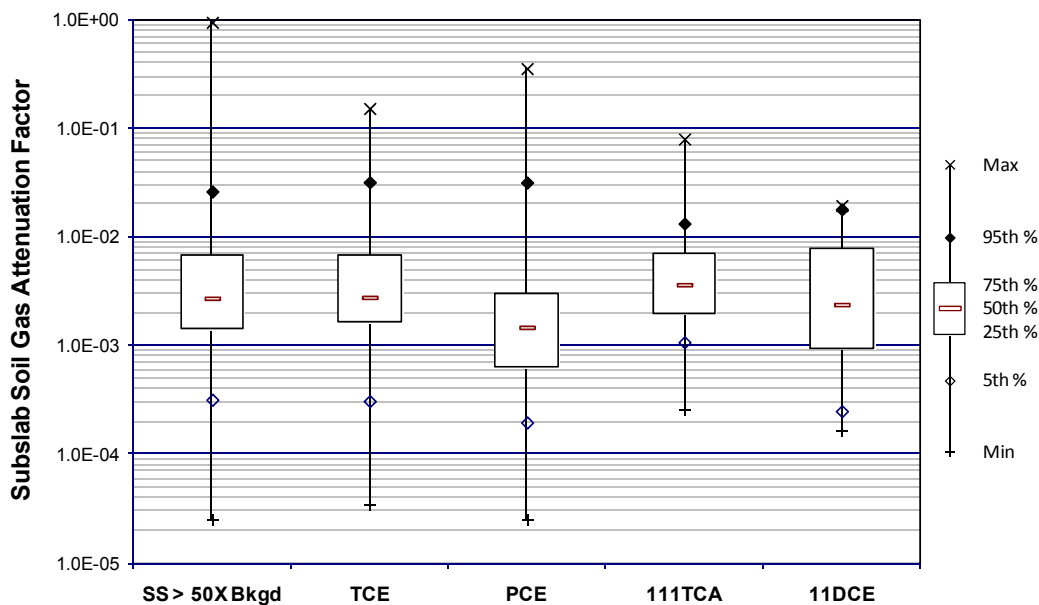 Subslab Soil Gas Attenuation Factor
1.0E+00
1.0E-01
1.0E-02
1.0E-03
1.0E-04
1.0E-05
SS > 50X Bkgd
TCE
PCE
111TCA
11DCE
Max
95th %
75th %
50th %
25th %
5th %
Min